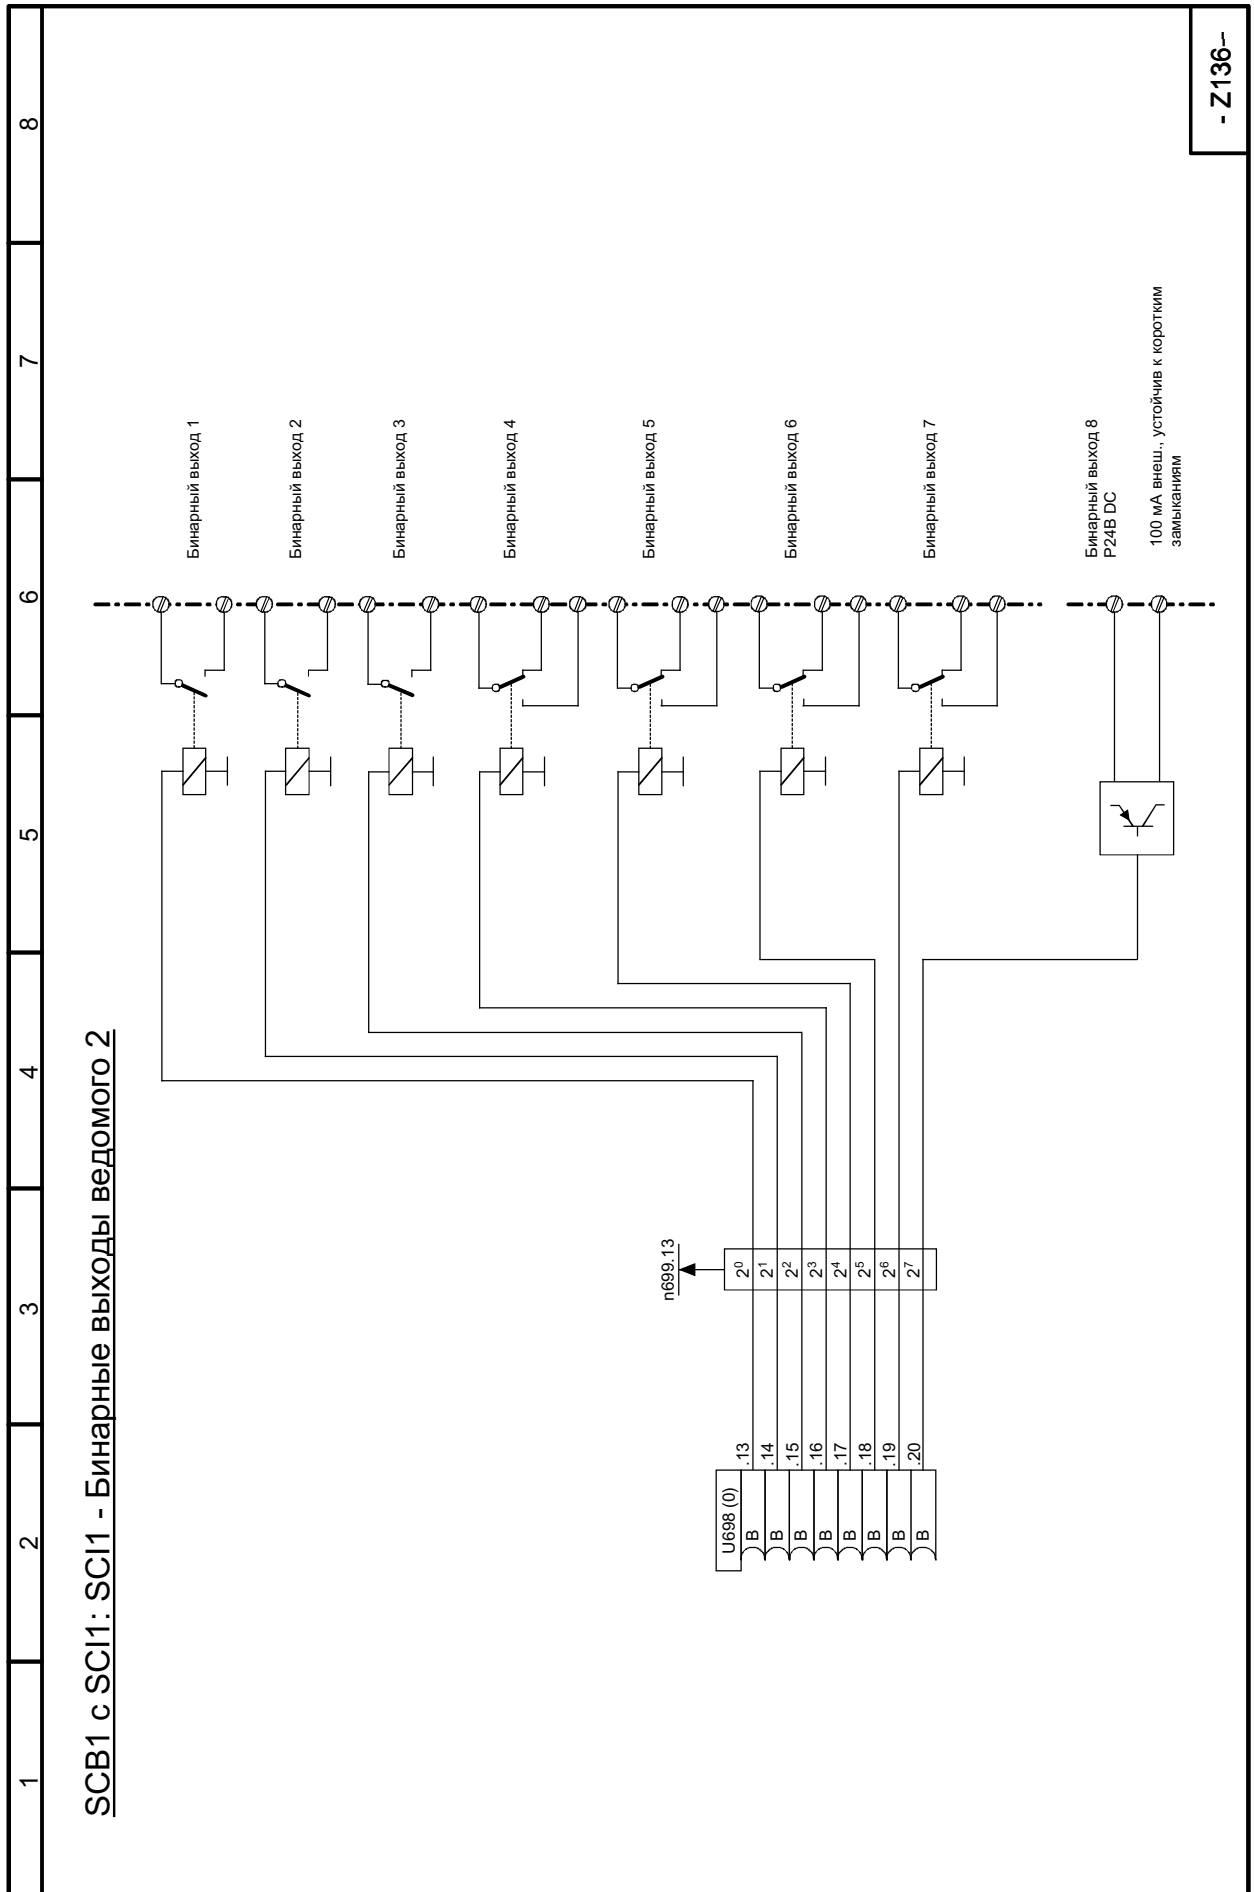 SCB1 с SCI1: SCI1 - Бинарные выходы ведомого 2
U698 (0)
B .13
B .14
B .15
B .16
B .17
B .18
B .19
B .20
n699.13
2⁰
2¹
2²
2³
2⁴
2⁵
2⁶
2⁷
Бинарный выход 1
Бинарный выход 2
Бинарный выход 3
Бинарный выход 4
Бинарный выход 5
Бинарный выход 6
Бинарный выход 7
Бинарный выход 8
P24В DC
100 мА внеш., устойчив к коротким
замыканиям
1 2 3 4 5 6 7 8
- Z136--